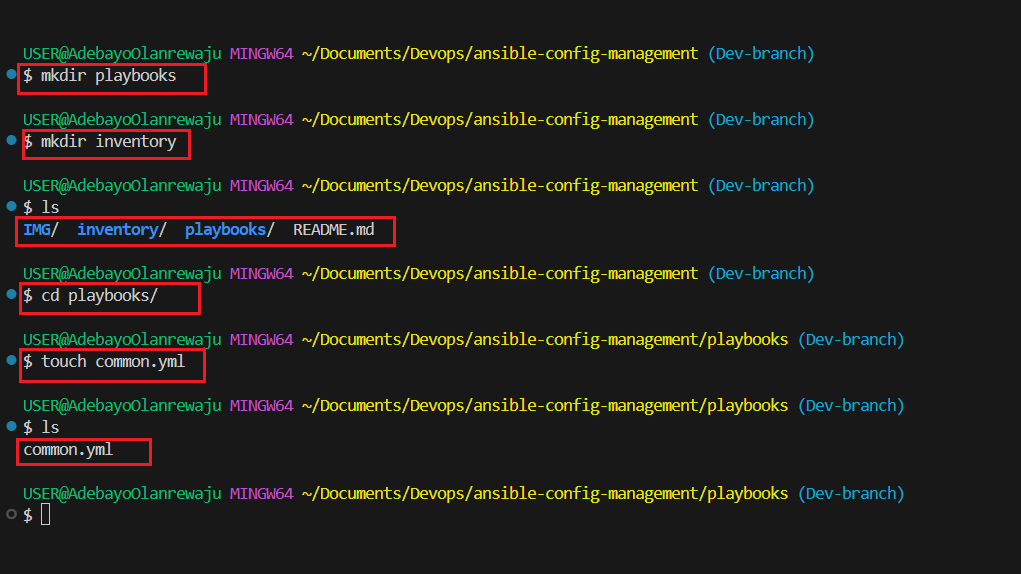 USER@AdebayoOlanrewaju MINGW64 ~/Documents/Devops/ansible-config-management (Dev-branch)
$ mkdir playbooks
USER@AdebayoOlanrewaju MINGW64 ~/Documents/Devops/ansible-config-management (Dev-branch)
$ mkdir inventory
USER@AdebayoOlanrewaju MINGW64 ~/Documents/Devops/ansible-config-management (Dev-branch)
$ ls
IMG/  inventory/  playbooks/  README.md
USER@AdebayoOlanrewaju MINGW64 ~/Documents/Devops/ansible-config-management (Dev-branch)
$ cd playbooks/
USER@AdebayoOlanrewaju MINGW64 ~/Documents/Devops/ansible-config-management/playbooks (Dev-branch)
$ touch common.yml
USER@AdebayoOlanrewaju MINGW64 ~/Documents/Devops/ansible-config-management/playbooks (Dev-branch)
$ ls
common.yml
USER@AdebayoOlanrewaju MINGW64 ~/Documents/Devops/ansible-config-management/playbooks (Dev-branch)
$